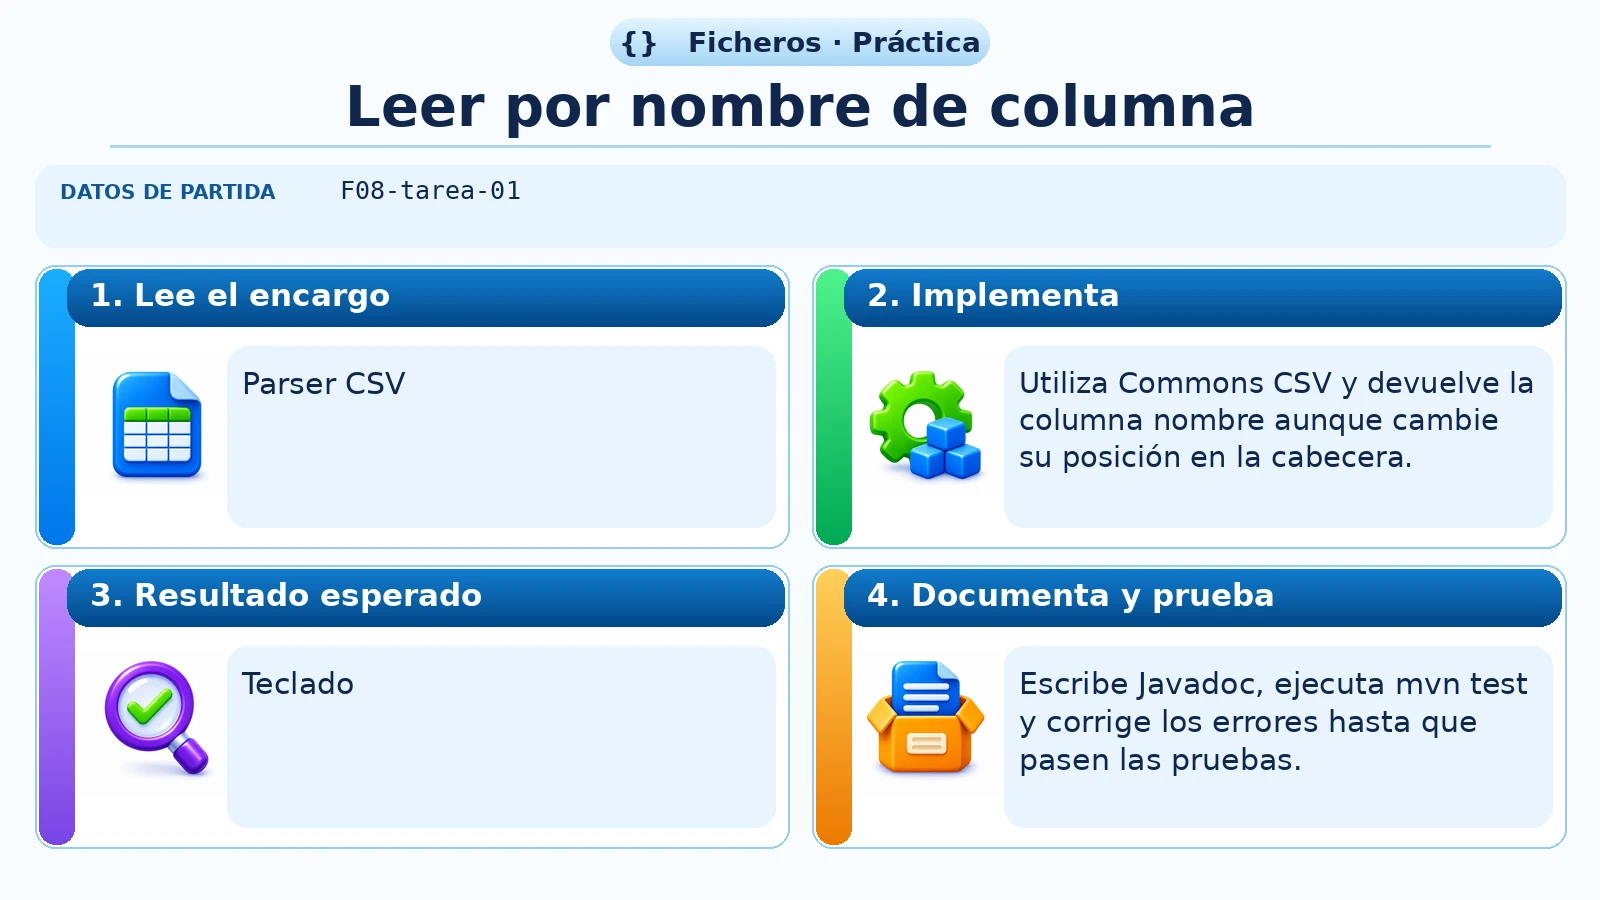 {} Ficheros · Práctica
Leer por nombre de columna
DATOS DE PARTIDA F08-tarea-01
1. Lee el encargo
Parser CSV
2. Implementa
Utiliza Commons CSV y devuelve la
columna nombre aunque cambie
su posición en la cabecera.
3. Resultado esperado
Teclado
4. Documenta y prueba
Escribe Javadoc, ejecuta mvn test
y corrige los errores hasta que
pasen las pruebas.